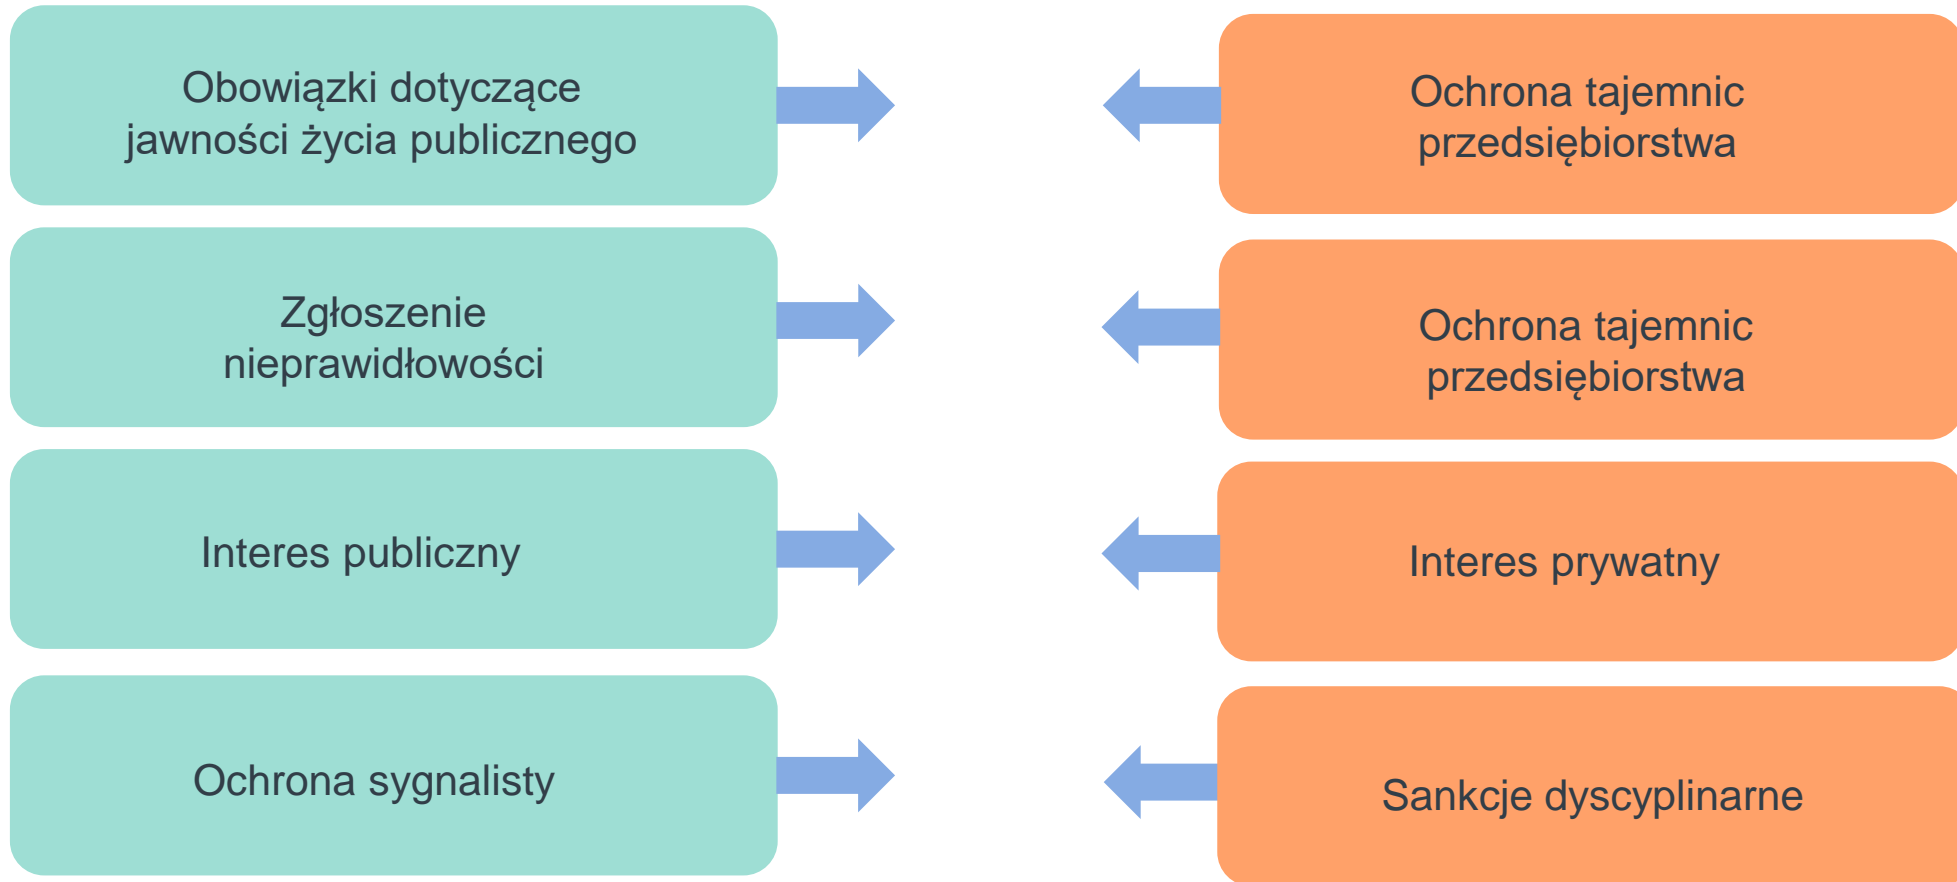 Obowiązki dotyczące
jawności życia publicznego
Ochrona tajemnic
przedsiębiorstwa
Zgłoszenie
nieprawidłowości
Ochrona tajemnic
przedsiębiorstwa
Interes publiczny
Interes prywatny
Ochrona sygnalisty
Sankcje dyscyplinarne